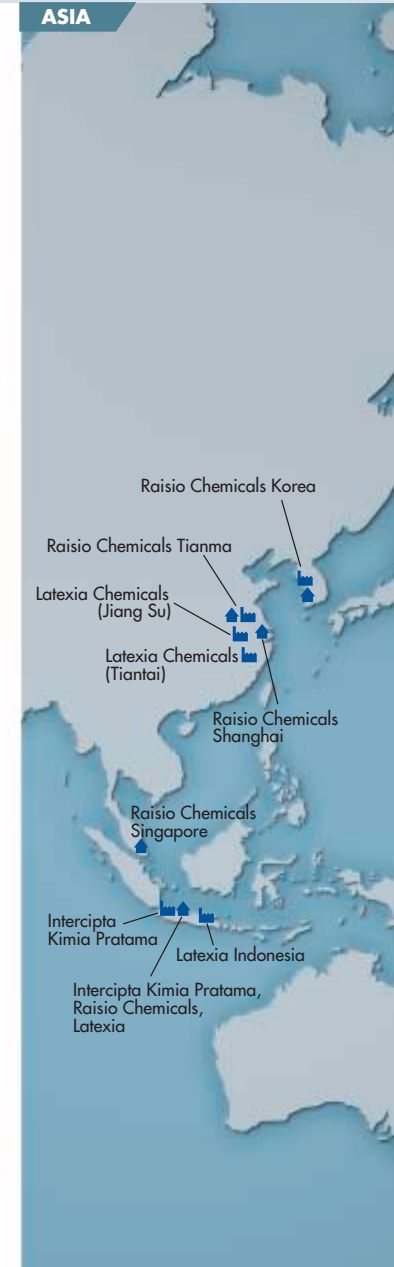 ASIA
Raisio Chemicals Korea
Raisio Chemicals Tianma
Latexia Chemicals
(Jiang Su)
Latexia Chemicals
(Tiantai)
Raisio Chemicals
Shanghai
Raisio Chemicals
Singapore
Intercipta
Kimia Pratama
Latexia Indonesia
Intercipta Kimia Pratama,
Raisio Chemicals,
Latexia